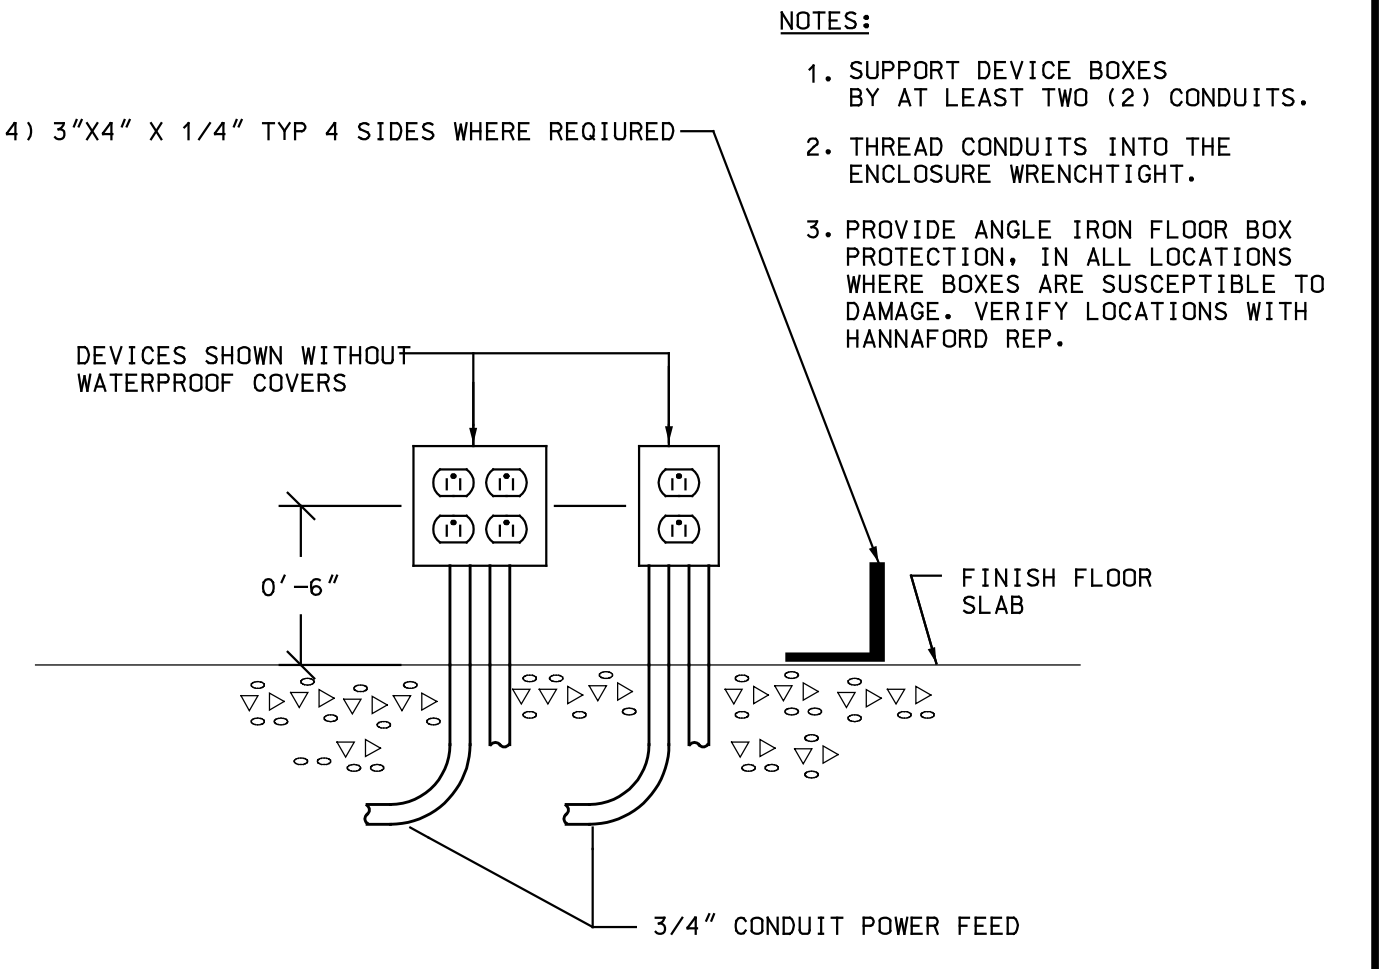 NOTES:
1. SUPPORT DEVICE BOXES
BY AT LEAST TWO (2) CONDUITS.
4) 3"X4" X 1/4" TYP 4 SIDES WHERE REQIURED
2. THREAD CONDUITS INTO THE
ENCLOSURE WRENCHTIGHT.
3. PROVIDE ANGLE IRON FLOOR BOX
PROTECTION, IN ALL LOCATIONS
WHERE BOXES ARE SUSCEPTIBLE TO
DAMAGE. VERIFY LOCATIONS WITH
HANNAFORD REP.
DEVICES SHOWN WITHOUT
WATERPROOF COVERS
0'-6"
FINISH FLOOR
SLAB
3/4" CONDUIT POWER FEED